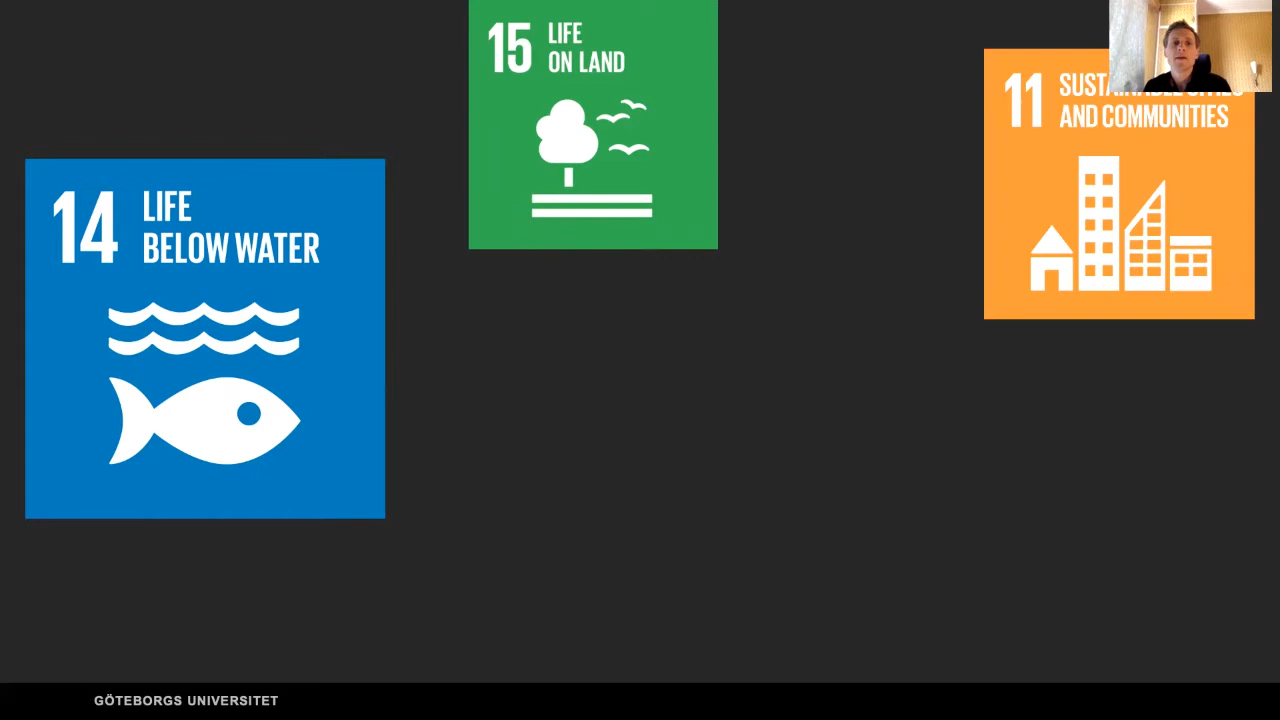 15 LIFE
ON LAND
11
AND COMMUNITIES
14 LIFE
BELOW WATER
GÖTEBORGS UNIVERSITET